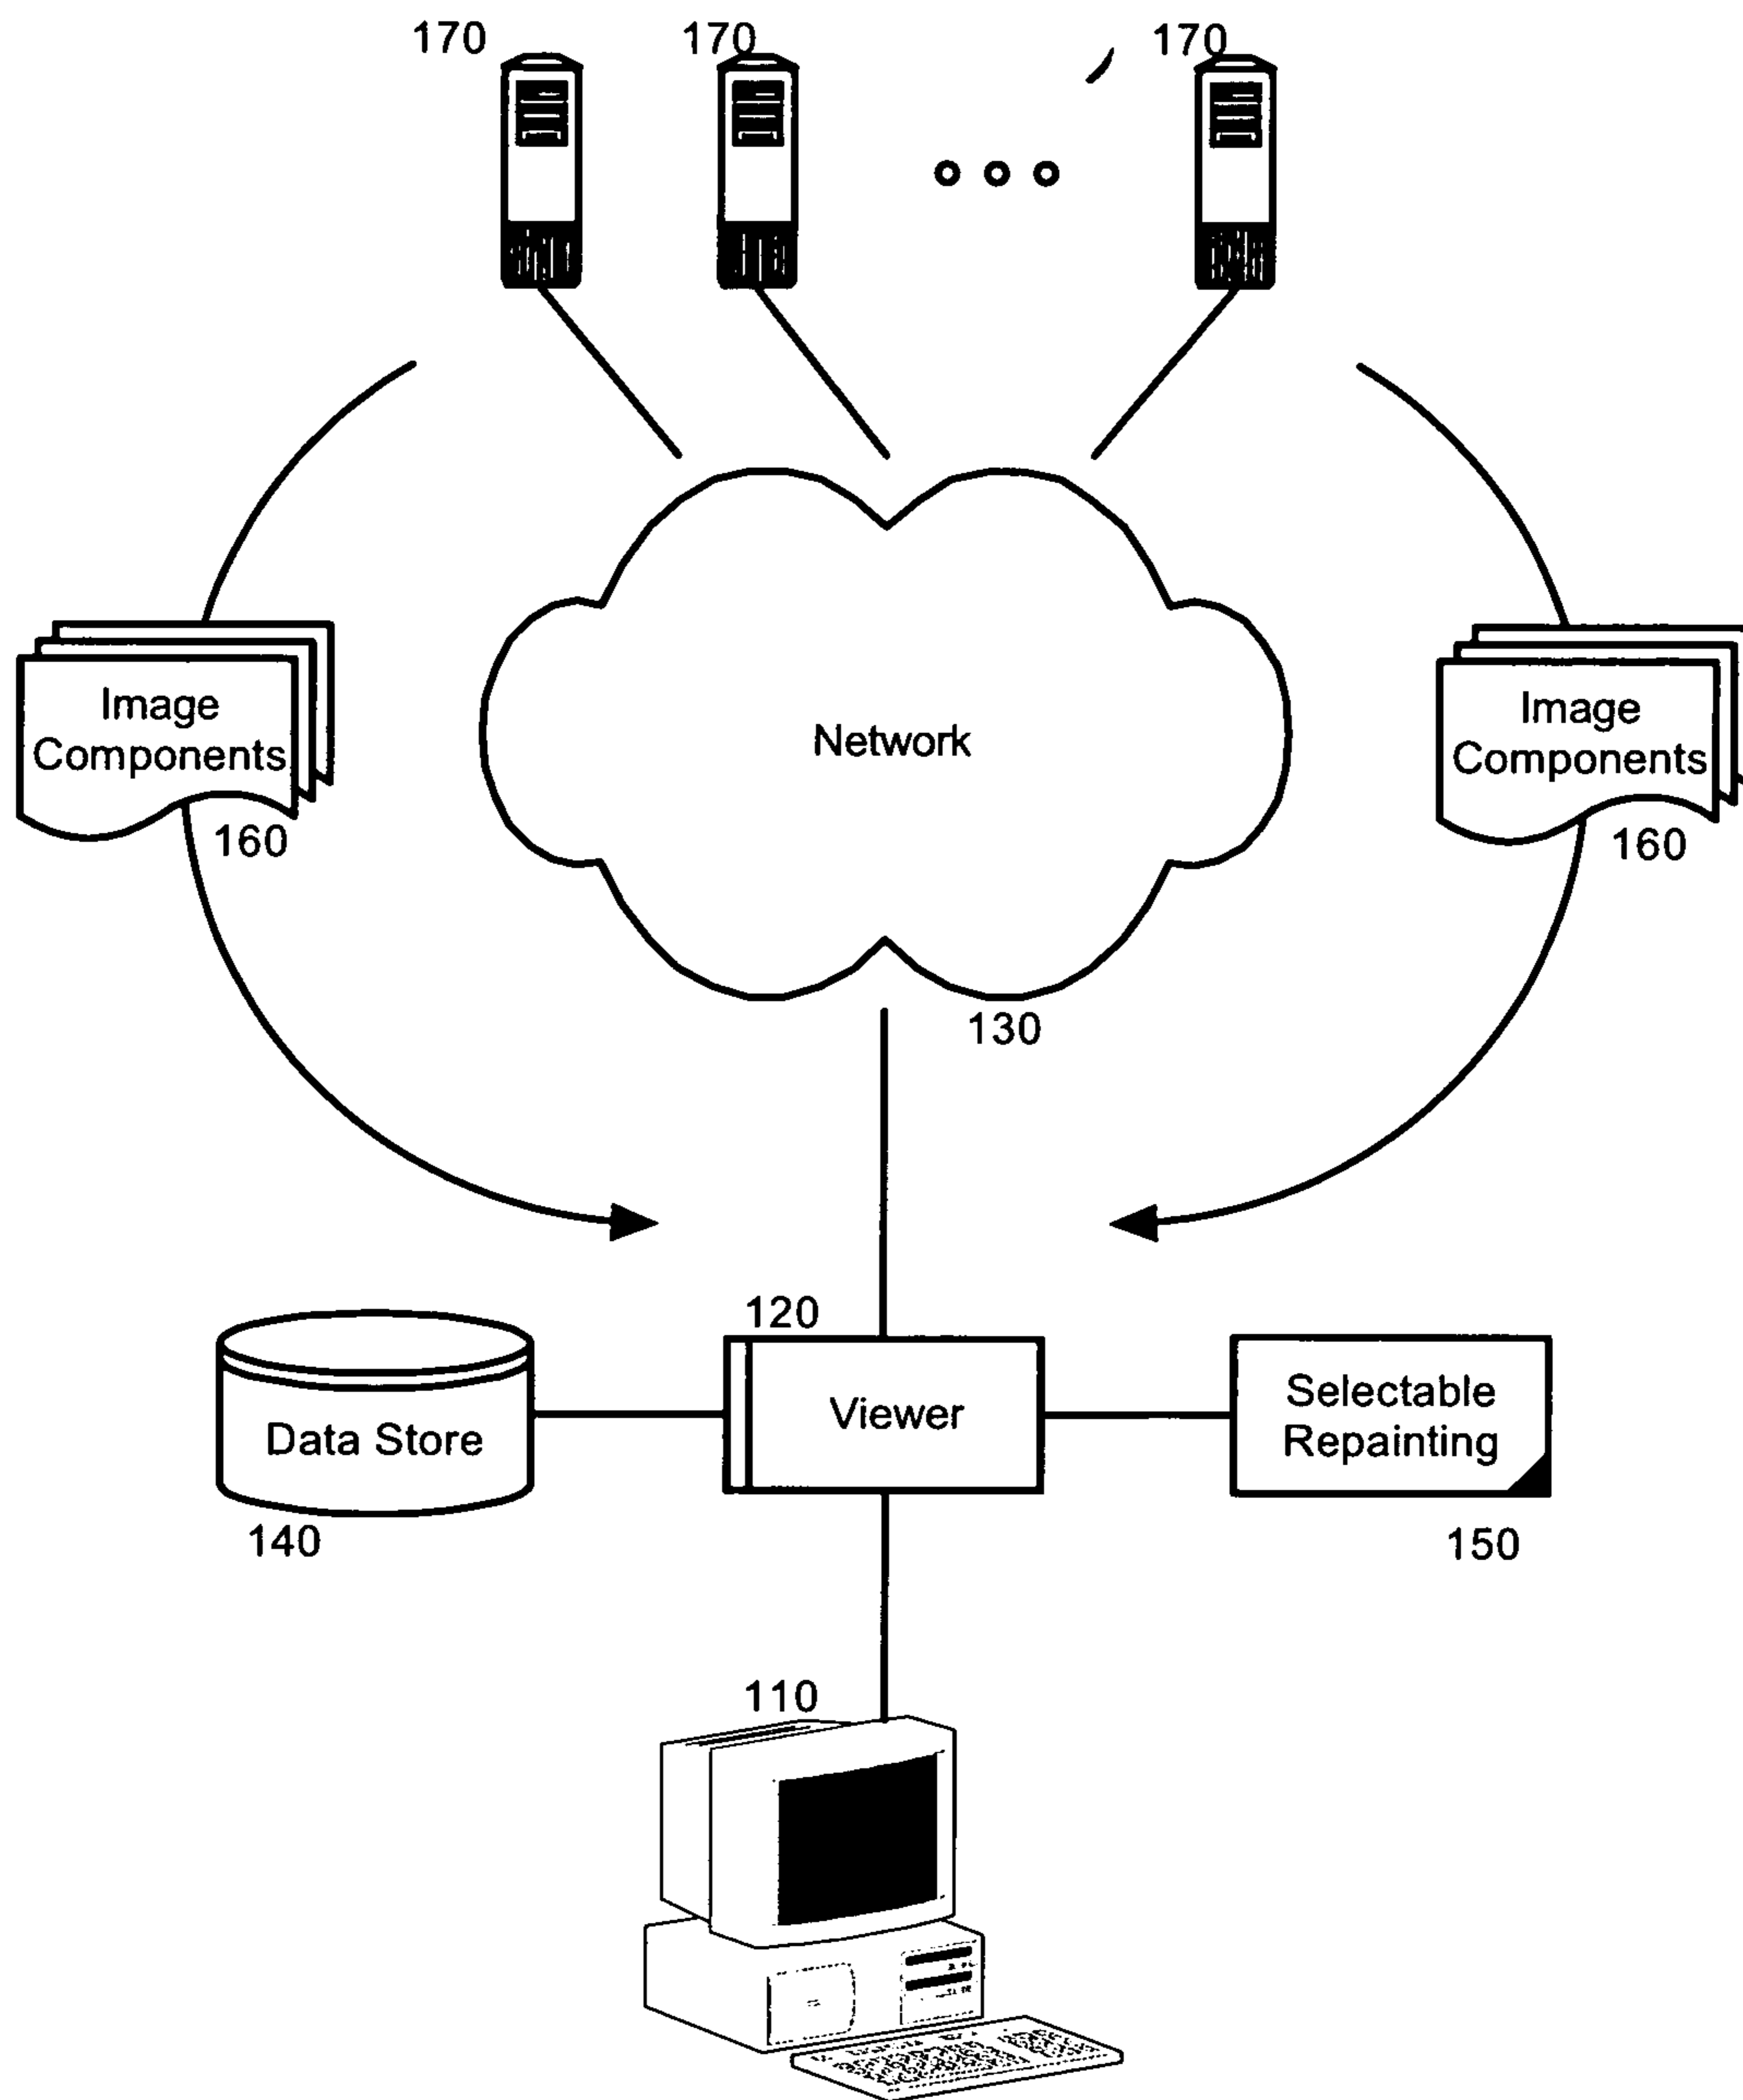 170
170
170
Image
Components
160
Network
Image
Components
160
130
120
Data Store
Viewer
Selectable
Repainting
140
150
110